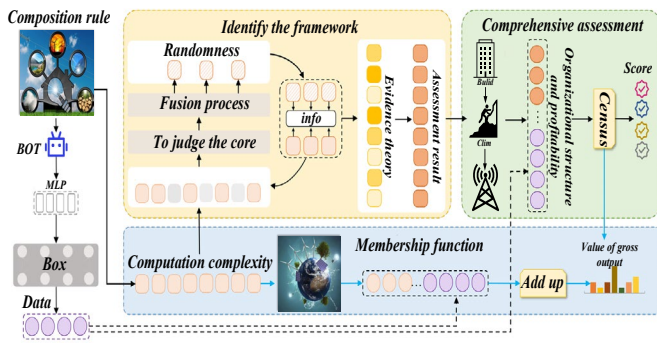 Composition rule
BOT
MLP
Box
Data
Identify the framework
Randomness
Fusion process
To judge the core
info
Evidence theory
Assessment result
Comprehensive assessment
Bulid
Clim
Organizational structure
and profitability
Census
Score
Computation complexity
Membership function
Add up
Value of gross
output